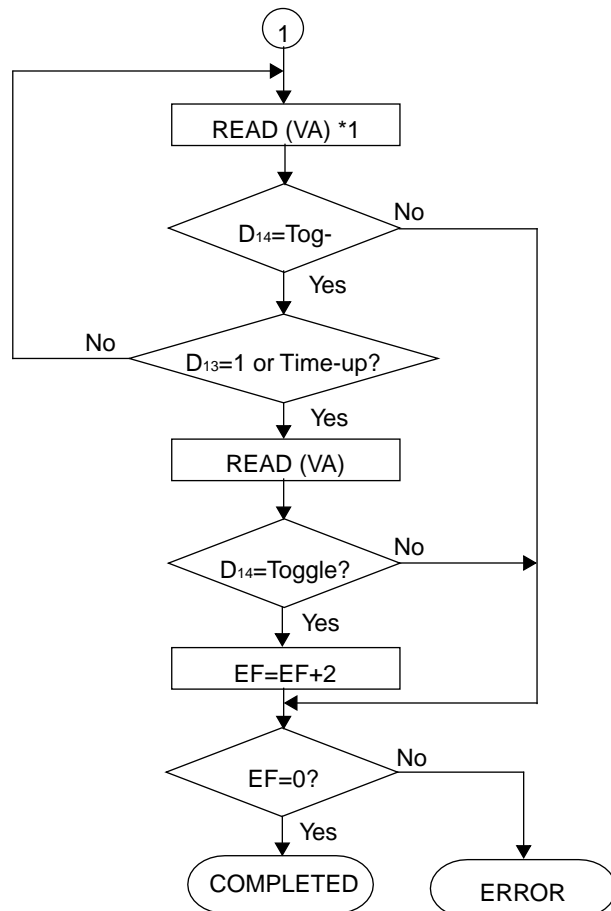 1
READ (VA) *1
D₁₄=Tog-
No
Yes
No
D₁₃=1 or Time-up?
Yes
READ (VA)
D₁₄=Toggle?
No
Yes
EF=EF+2
EF=0?
No
Yes
COMPLETED
ERROR